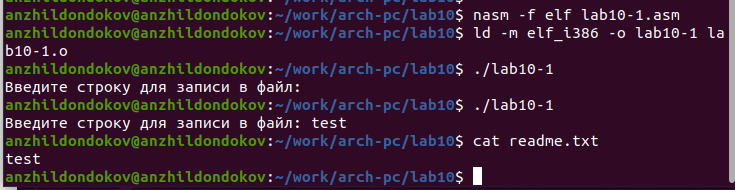 anzhildondokov@anzhildondokov:~/work/arch-pc/lab10$ nasm -f elf lab10-1.asm
anzhildondokov@anzhildondokov:~/work/arch-pc/lab10$ ld -m elf_i386 -o lab10-1 la
b10-1.o
anzhildondokov@anzhildondokov:~/work/arch-pc/lab10$ ./lab10-1
Введите строку для записи в файл:
anzhildondokov@anzhildondokov:~/work/arch-pc/lab10$ ./lab10-1
Введите строку для записи в файл: test
anzhildondokov@anzhildondokov:~/work/arch-pc/lab10$ cat readme.txt
test
anzhildondokov@anzhildondokov:~/work/arch-pc/lab10$